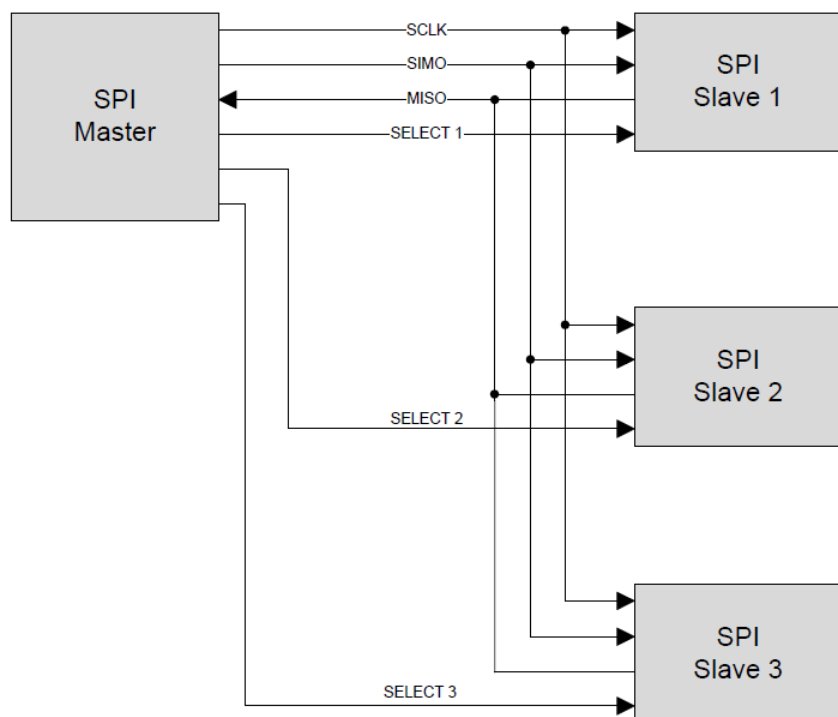 SPI
Master
SCLK
SIMO
MISO
SELECT 1
SPI
Slave 1
SELECT 2
SPI
Slave 2
SELECT 3
SPI
Slave 3